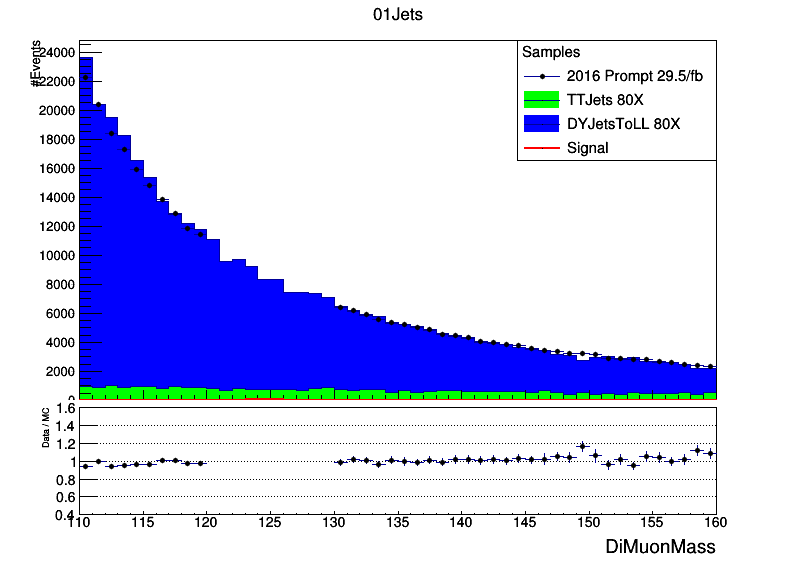 01Jets
#Events
24000
22000
20000
18000
16000
14000
12000
10000
8000
6000
4000
2000
0
Samples
2016 Prompt 29.5/fb
TTJets 80X
DYJetsToLL 80X
Signal
Data / MC
1.6
1.4
1.2
1
0.8
0.6
0.4
110 115 120 125 130 135 140 145 150 155 160
DiMuonMass